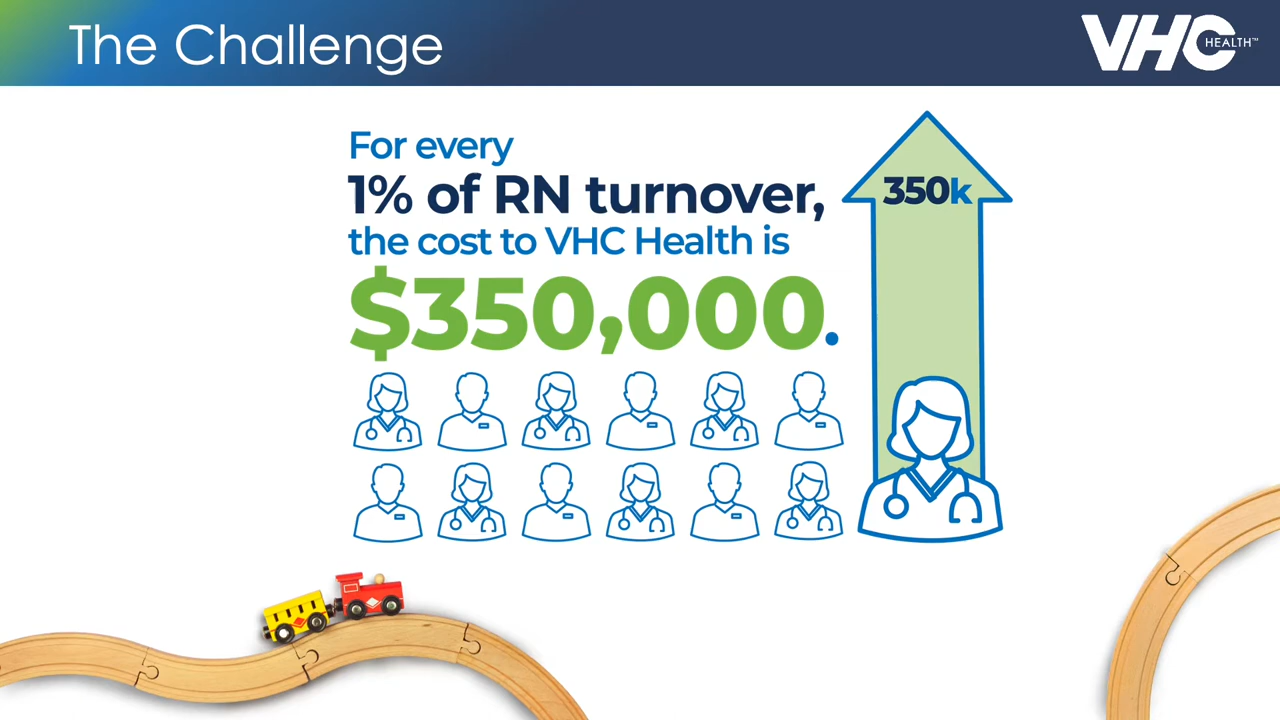 The Challenge
VHC HEALTH™
For every
1% of RN turnover,
the cost to VHC Health is
$350,000.
350k